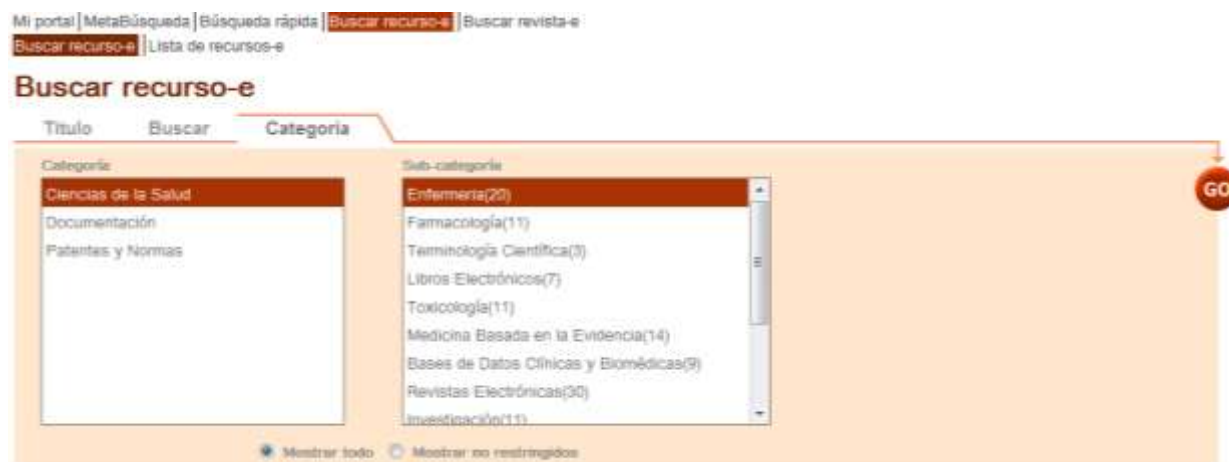 Mi portal | MetaBúsqueda | Búsqueda rápida | Buscar recurso-e | Buscar revista-e
Buscar recurso-e | Lista de recursos-e
Buscar recurso-e
Título Buscar Categoría
Categoría Sub-categoría
Ciencias de la Salud
Documentación
Patentes y Normas
Enfermería(20)
Farmacología(11)
Terminología Científica(3)
Libros Electrónicos(7)
Toxicología(11)
Medicina Basada en la Evidencia(14)
Bases de Datos Clínicas y Biomédicas(9)
Revistas Electrónicas(30)
Investigación(11)
GO
Mostrar todo Mostrar no restringidos